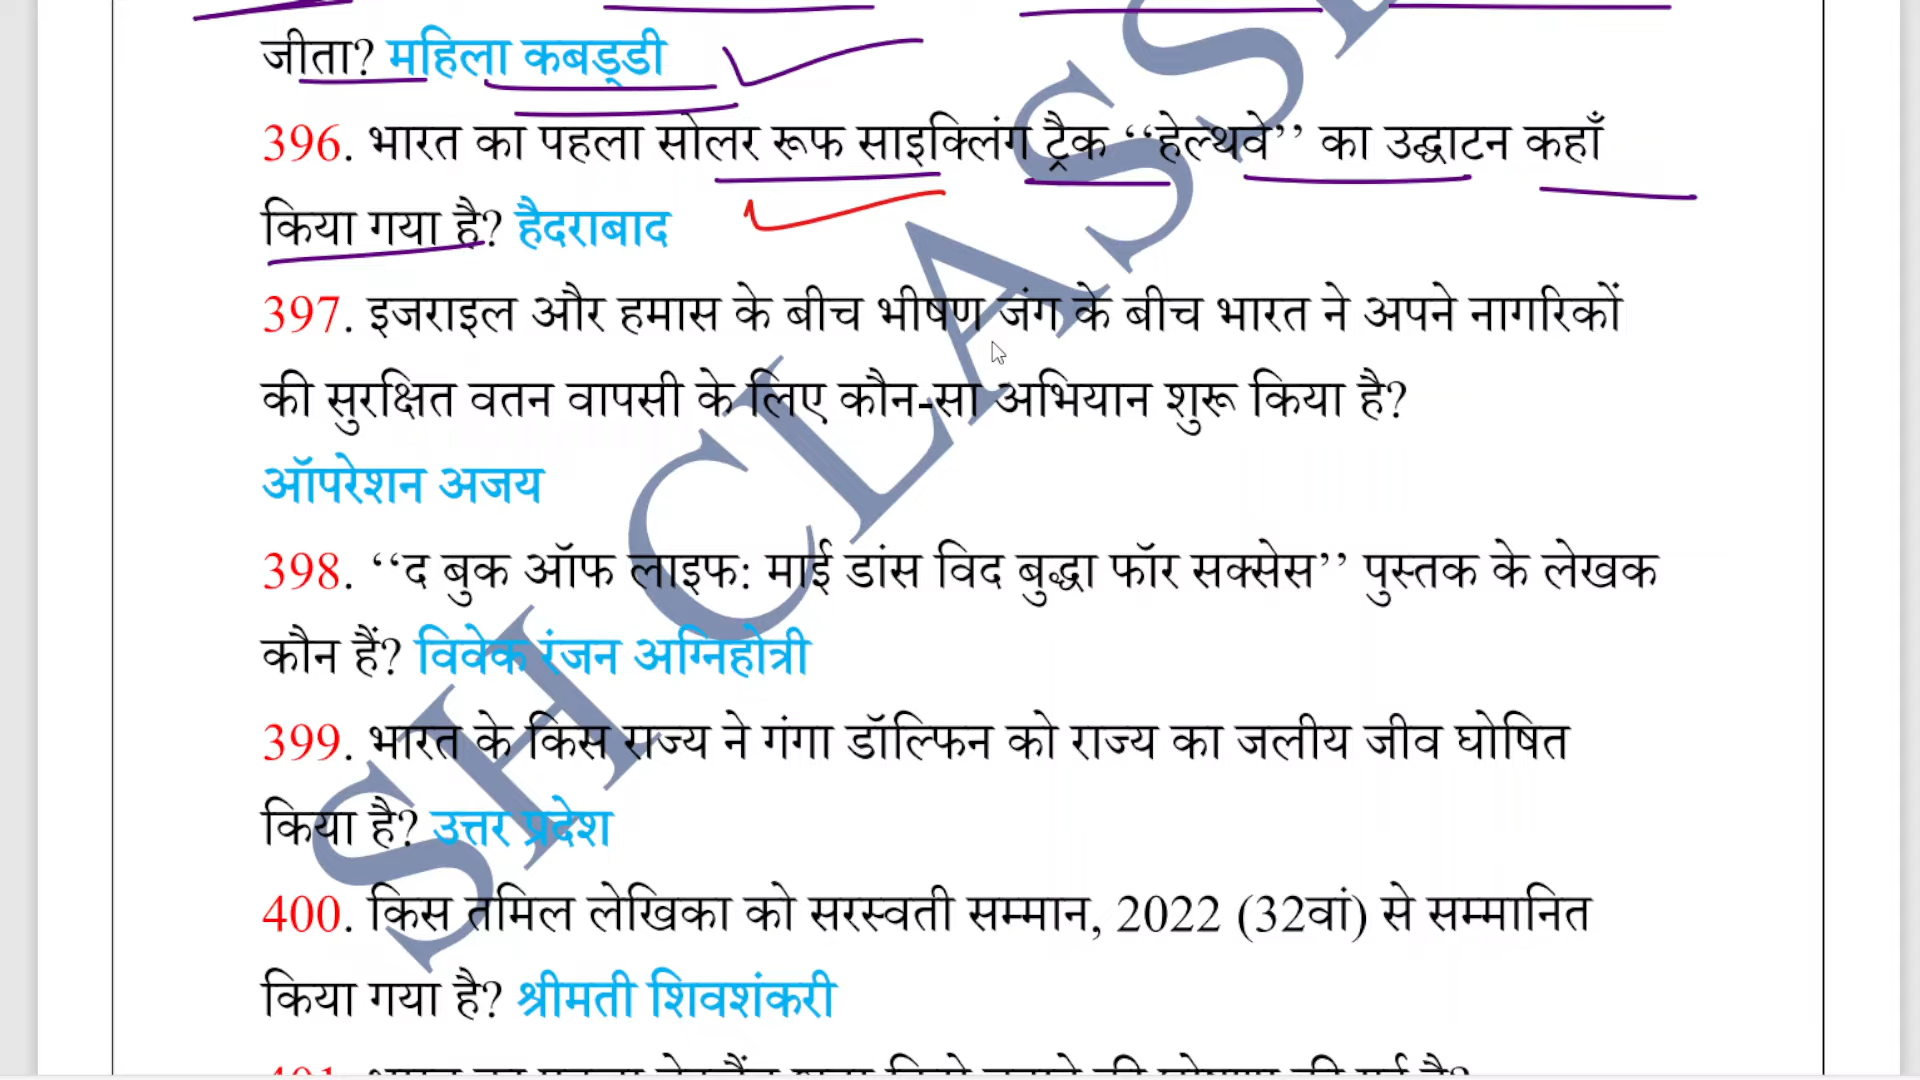 जीता? महिला कबड्डी
396. भारत का पहला सोलर रूफ साइक्लिंग ट्रैक ‘‘हेल्थवे’’ का उद्घाटन कहाँ
किया गया है? हैदराबाद
397. इजराइल और हमास के बीच भीषण जंग के बीच भारत ने अपने नागरिकों
की सुरक्षित वतन वापसी के लिए कौन-सा अभियान शुरू किया है?
ऑपरेशन अजय
398. ‘‘द बुक ऑफ लाइफ: माई डांस विद बुद्धा फॉर सक्सेस’’ पुस्तक के लेखक
कौन हैं? विवेक रंजन अग्निहोत्री
399. भारत के किस राज्य ने गंगा डॉल्फिन को राज्य का जलीय जीव घोषित
किया है? उत्तर प्रदेश
400. किस तमिल लेखिका को सरस्वती सम्मान, 2022 (32वां) से सम्मानित
किया गया है? श्रीमती शिवशंकरी
SH CLASSE